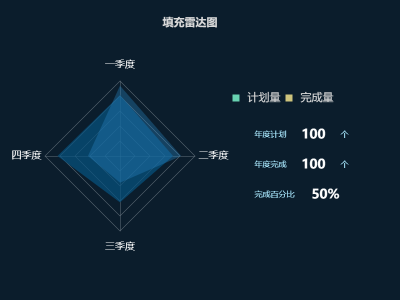 填充雷达图
一季度
计划量 完成量
年度计划 100 个
四季度 二季度
年度完成 100 个
完成百分比 50%
三季度